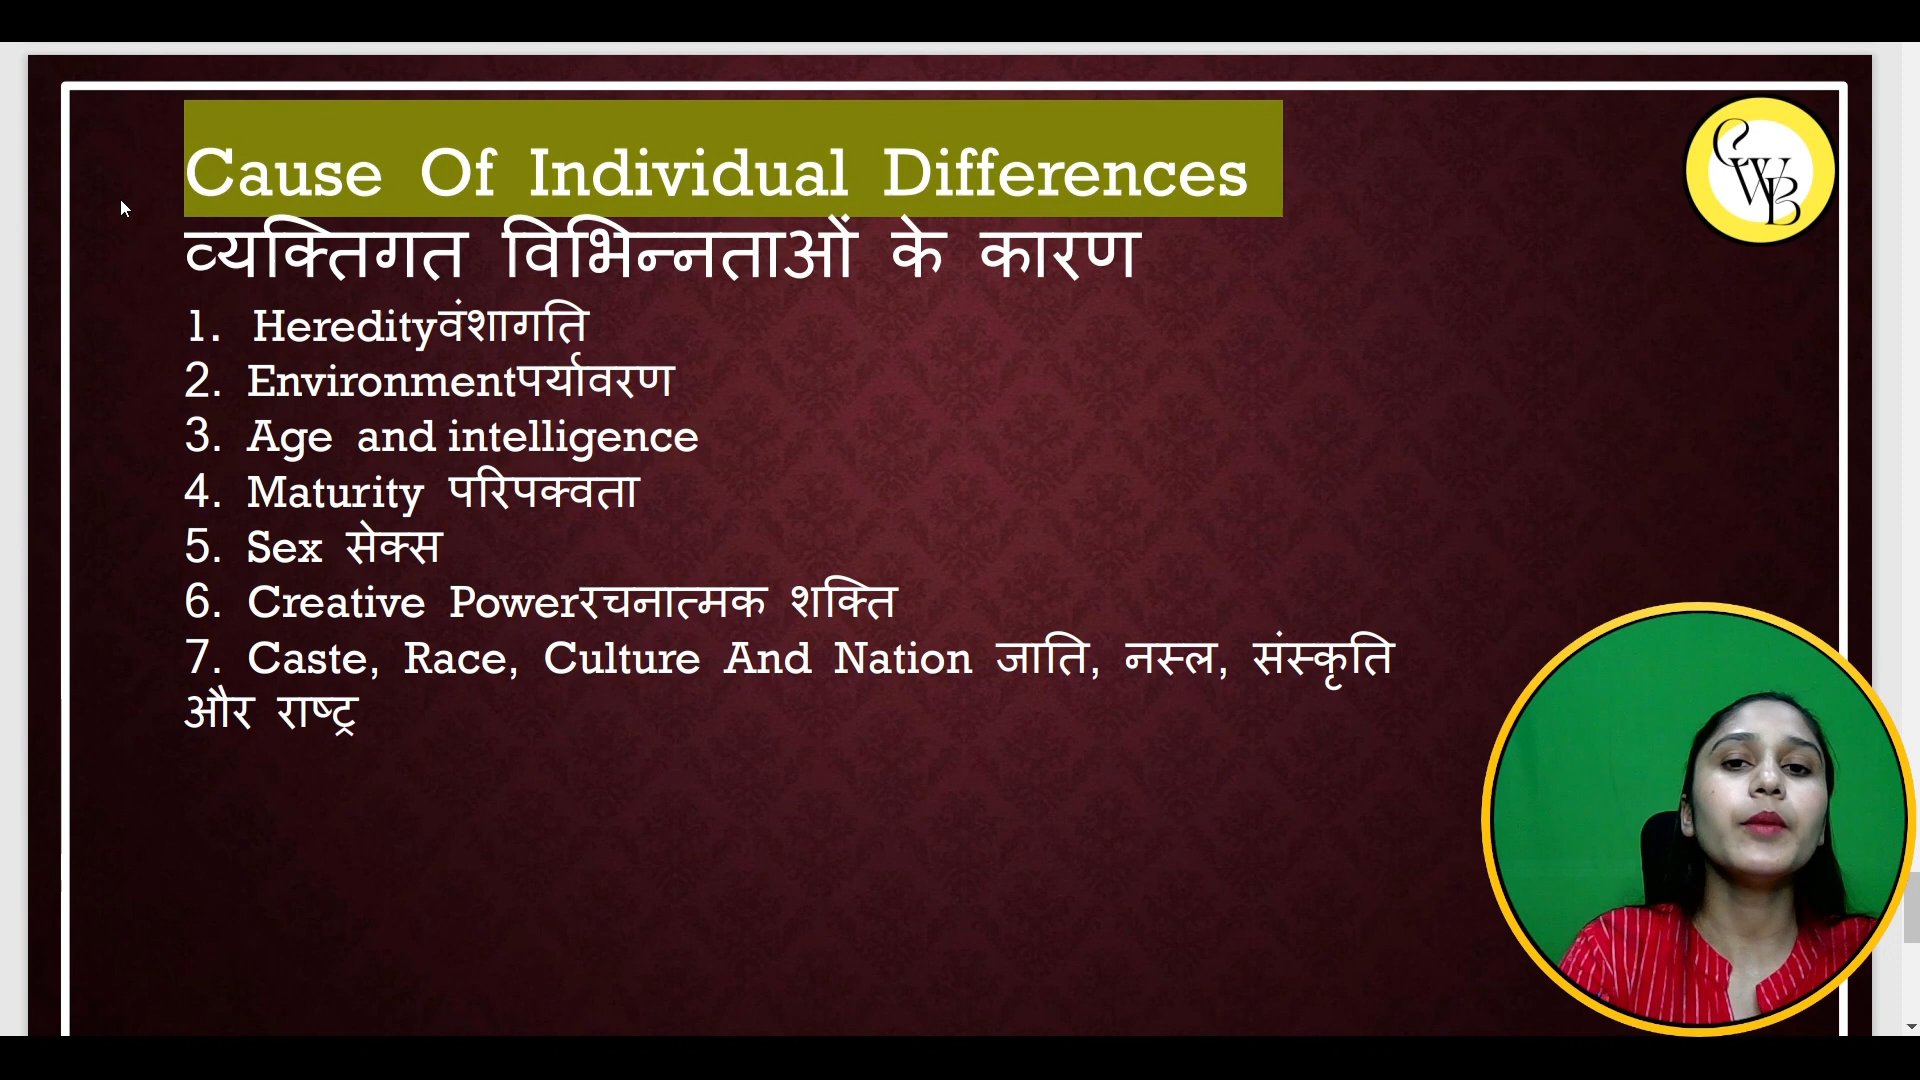 Cause Of Individual Differences
व्यक्तिगत विभिन्नताओं के कारण
1. Heredityवंशागति
2. Environmentपर्यावरण
3. Age and intelligence
4. Maturity परिपक्वता
5. Sex सेक्स
6. Creative Powerरचनात्मक शक्ति
7. Caste, Race, Culture And Nation जाति, नस्ल, संस्कृति
और राष्ट्र
CWB